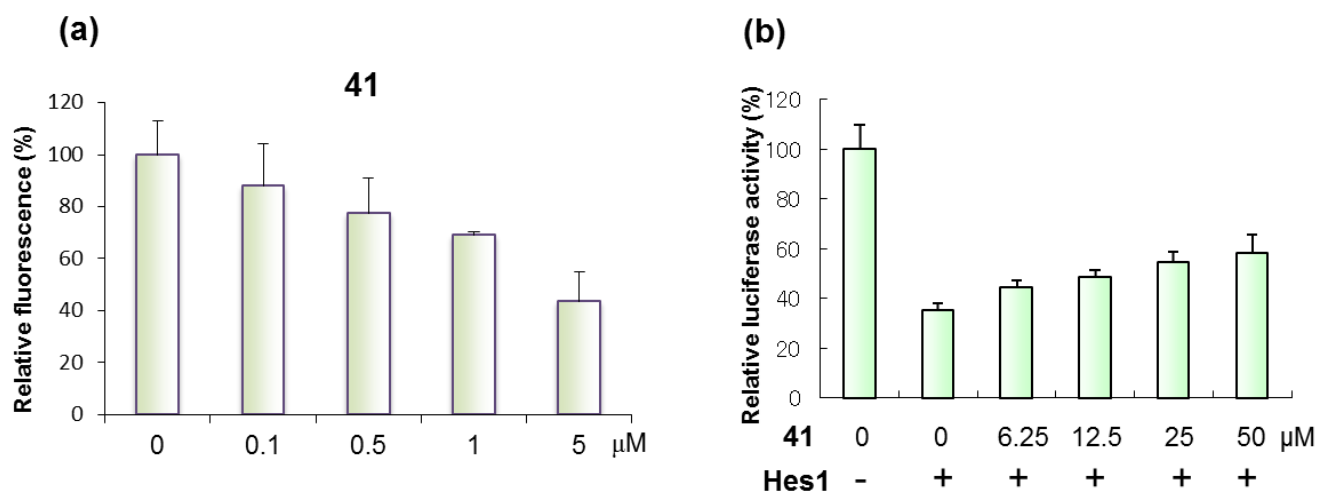 (a)
41
Relative fluorescence (%)
120
100
80
60
40
20
0
0 0.1 0.5 1 5 μM
(b)
Relative luciferase activity (%)
120
100
80
60
40
20
0
41 0 0 6.25 12.5 25 50 μM
Hes1 - + + + + +